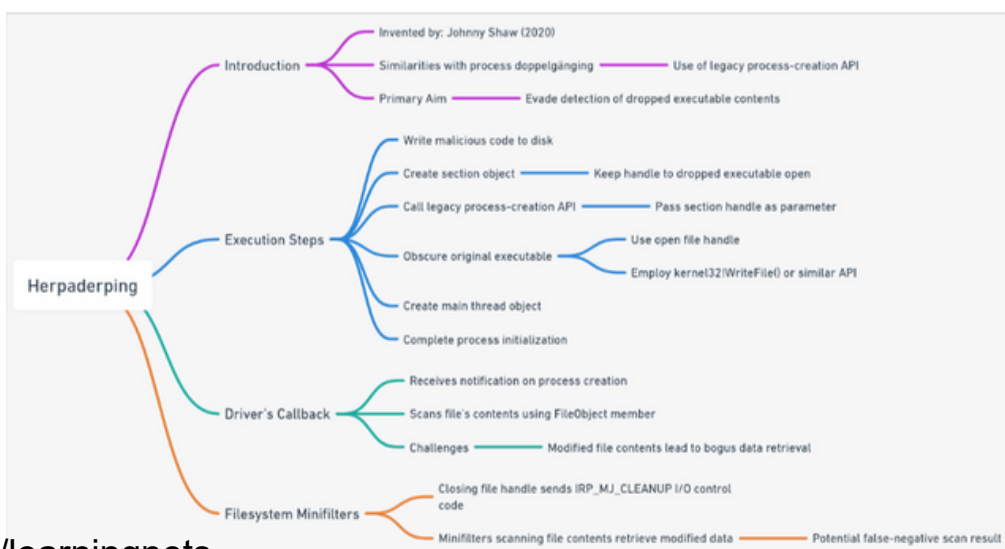 Invented by: Johnny Shaw (2020)
Introduction
Similarities with process doppelgänging
Use of legacy process-creation API
Primary Aim
Evade detection of dropped executable contents
Write malicious code to disk
Create section object
Keep handle to dropped executable open
Call legacy process-creation API
Pass section handle as parameter
Execution Steps
Obscure original executable
Use open file handle
Employ kernel32!WriteFile() or similar API
Herpaderping
Create main thread object
Complete process initialization
Receives notification on process creation
Driver's Callback
Scans file's contents using FileObject member
Challenges
Modified file contents lead to bogus data retrieval
Closing file handle sends IRP_MJ_CLEANUP I/O control
code
Filesystem Minifilters
Minifilters scanning file contents retrieve modified data
Potential false-negative scan result